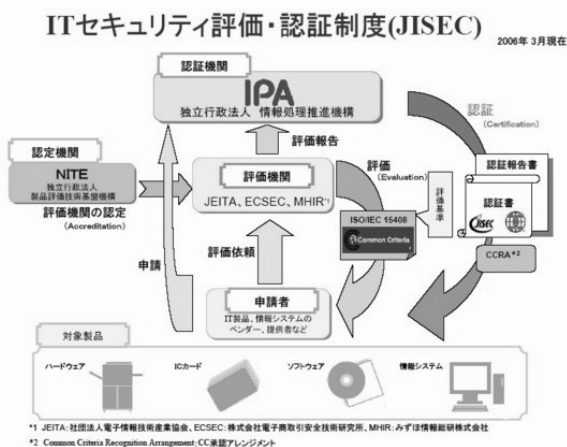 ITセキュリティ評価・認証制度(JISEC)
2006年 3月現在
認証機関
IPA
独立行政法人 情報処理推進機構
認証
(Certification)
評価報告
認定機関
NITE
独立行政法人
製品評価技術基盤機構
評価機関の認定
(Accreditation)
評価機関
JEITA、ECSEC、MHIR*1
評価
(Evaluation)
評価基準
ISO/IEC 15408
Common Criteria
認証報告書
認証書
JISEC
CCRA*2
申請
評価依頼
申請者
IT製品、情報システムの
ベンダー、提供者など
対象製品
ハードウェア
ICカード
ソフトウェア
情報システム
*1 JEITA:社団法人電子情報技術産業協会、ECSEC:株式会社電子商取引安全技術研究所、MHIR:みずほ情報総研株式会社
*2 Common Criteria Recognition Arrangement:CC承認アレンジメント